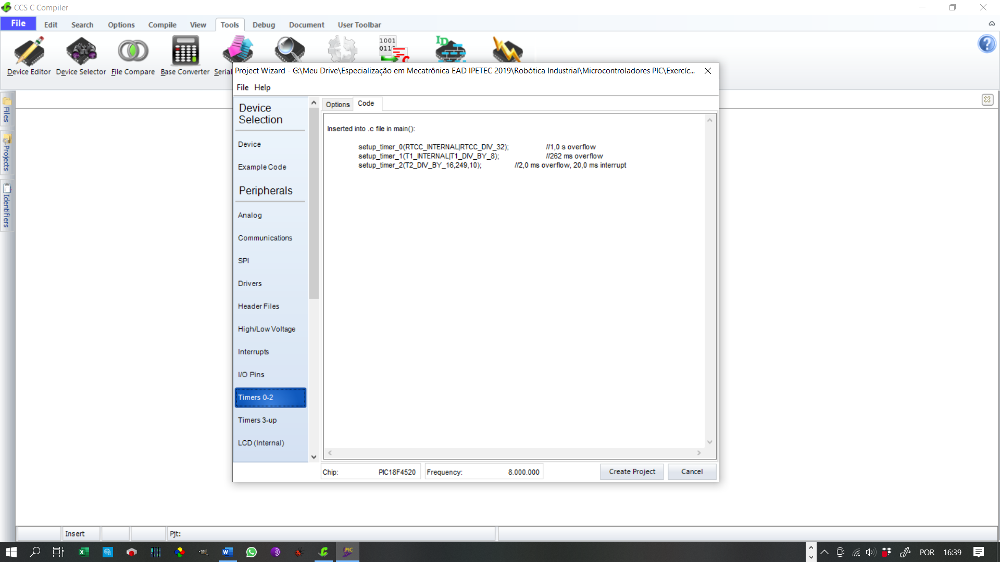 CCS C Compiler
File Edit Search Options Compile View Tools Debug Document User Toolbar
Device Editor Device Selector File Compare Base Converter Serial
1001
011
ID
Project Wizard - G:\Meu Drive\Especialização em Mecatrônica EAD IPETEC 2019\Robótica Industrial\Microcontroladores PIC\Exercíc...
File Help
Files
Projects
Identifiers
Device
Selection
Device
Example Code
Peripherals
Analog
Communications
SPI
Drivers
Header Files
High/Low Voltage
Interrupts
I/O Pins
Timers 0-2
Timers 3-up
LCD (Internal)
Options Code
Inserted into .c file in main():
setup_timer_0(RTCC_INTERNAL|RTCC_DIV_32); //1,0 s overflow
setup_timer_1(T1_INTERNAL|T1_DIV_BY_8); //262 ms overflow
setup_timer_2(T2_DIV_BY_16,249,10); //2,0 ms overflow, 20,0 ms interrupt
Chip: PIC18F4520 Frequency: 8.000.000 Create Project Cancel
Insert Pjt:
PIC
POR 16:39